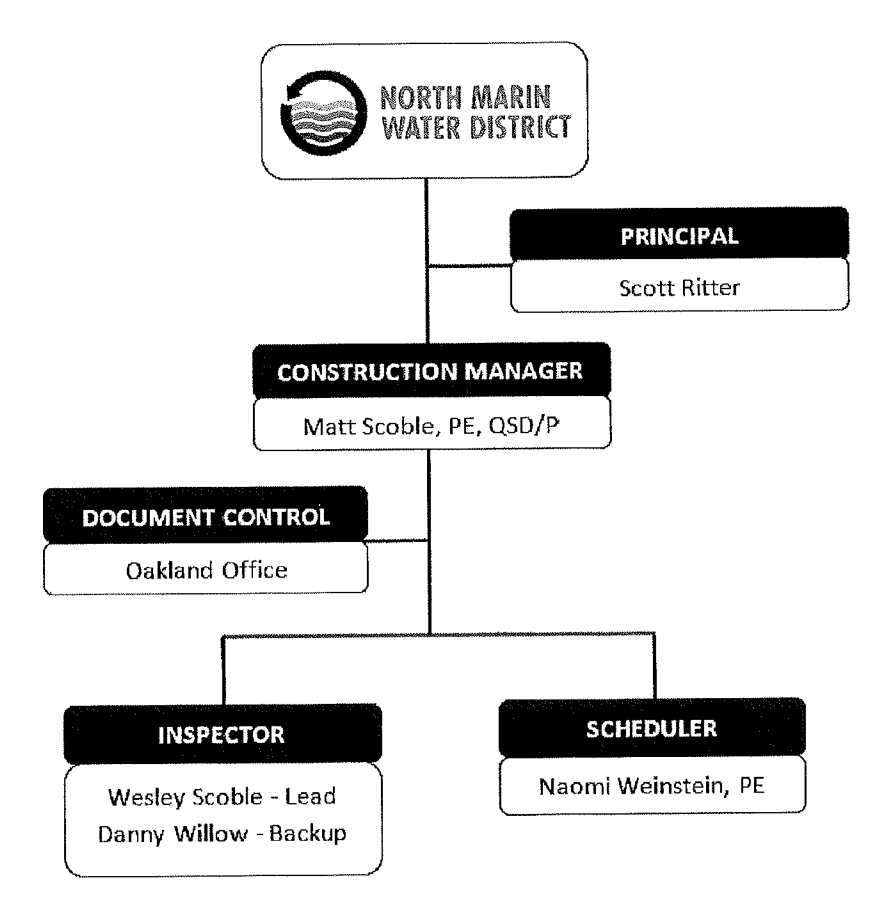 NORTH MARIN
WATER DISTRICT
PRINCIPAL
Scott Ritter
CONSTRUCTION MANAGER
Matt Scoble, PE, QSD/P
DOCUMENT CONTROL
Oakland Office
INSPECTOR
Wesley Scoble - Lead
Danny Willow - Backup
SCHEDULER
Naomi Weinstein, PE